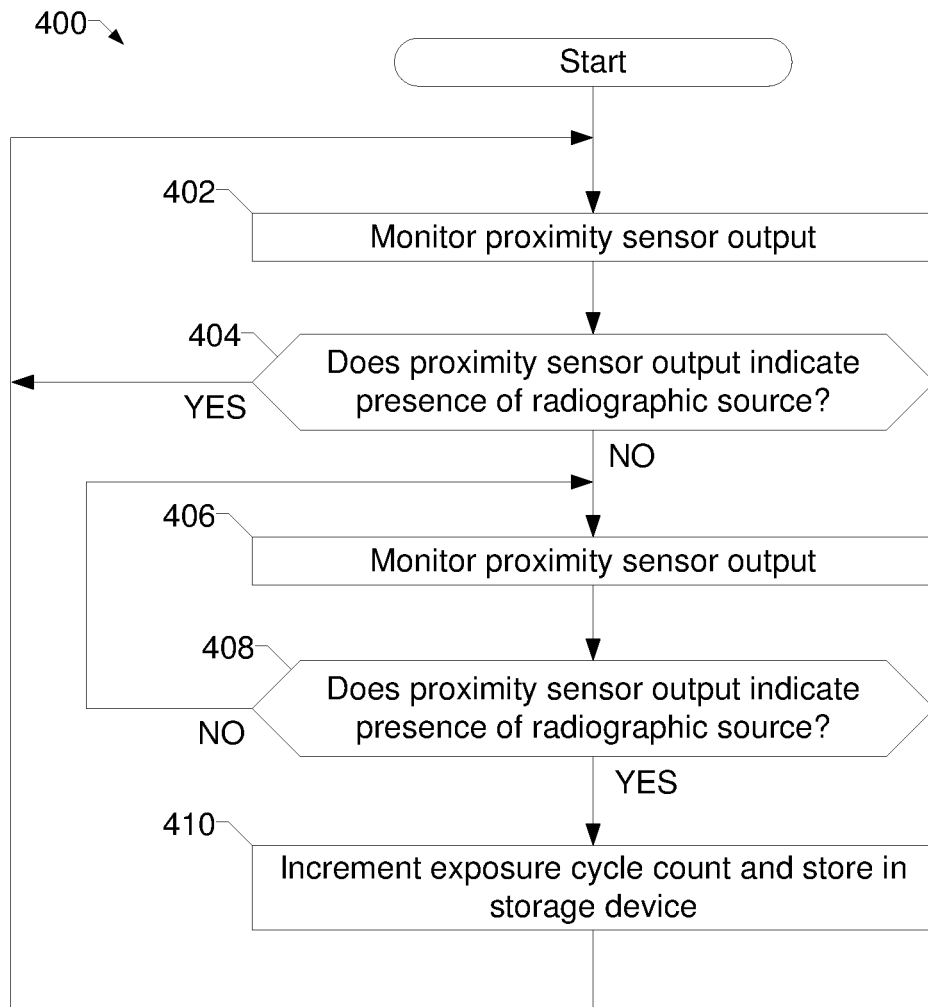 400
Start
402
Monitor proximity sensor output
404
Does proximity sensor output indicate
presence of radiographic source?
YES
NO
406
Monitor proximity sensor output
408
Does proximity sensor output indicate
presence of radiographic source?
NO
YES
410
Increment exposure cycle count and store in
storage device